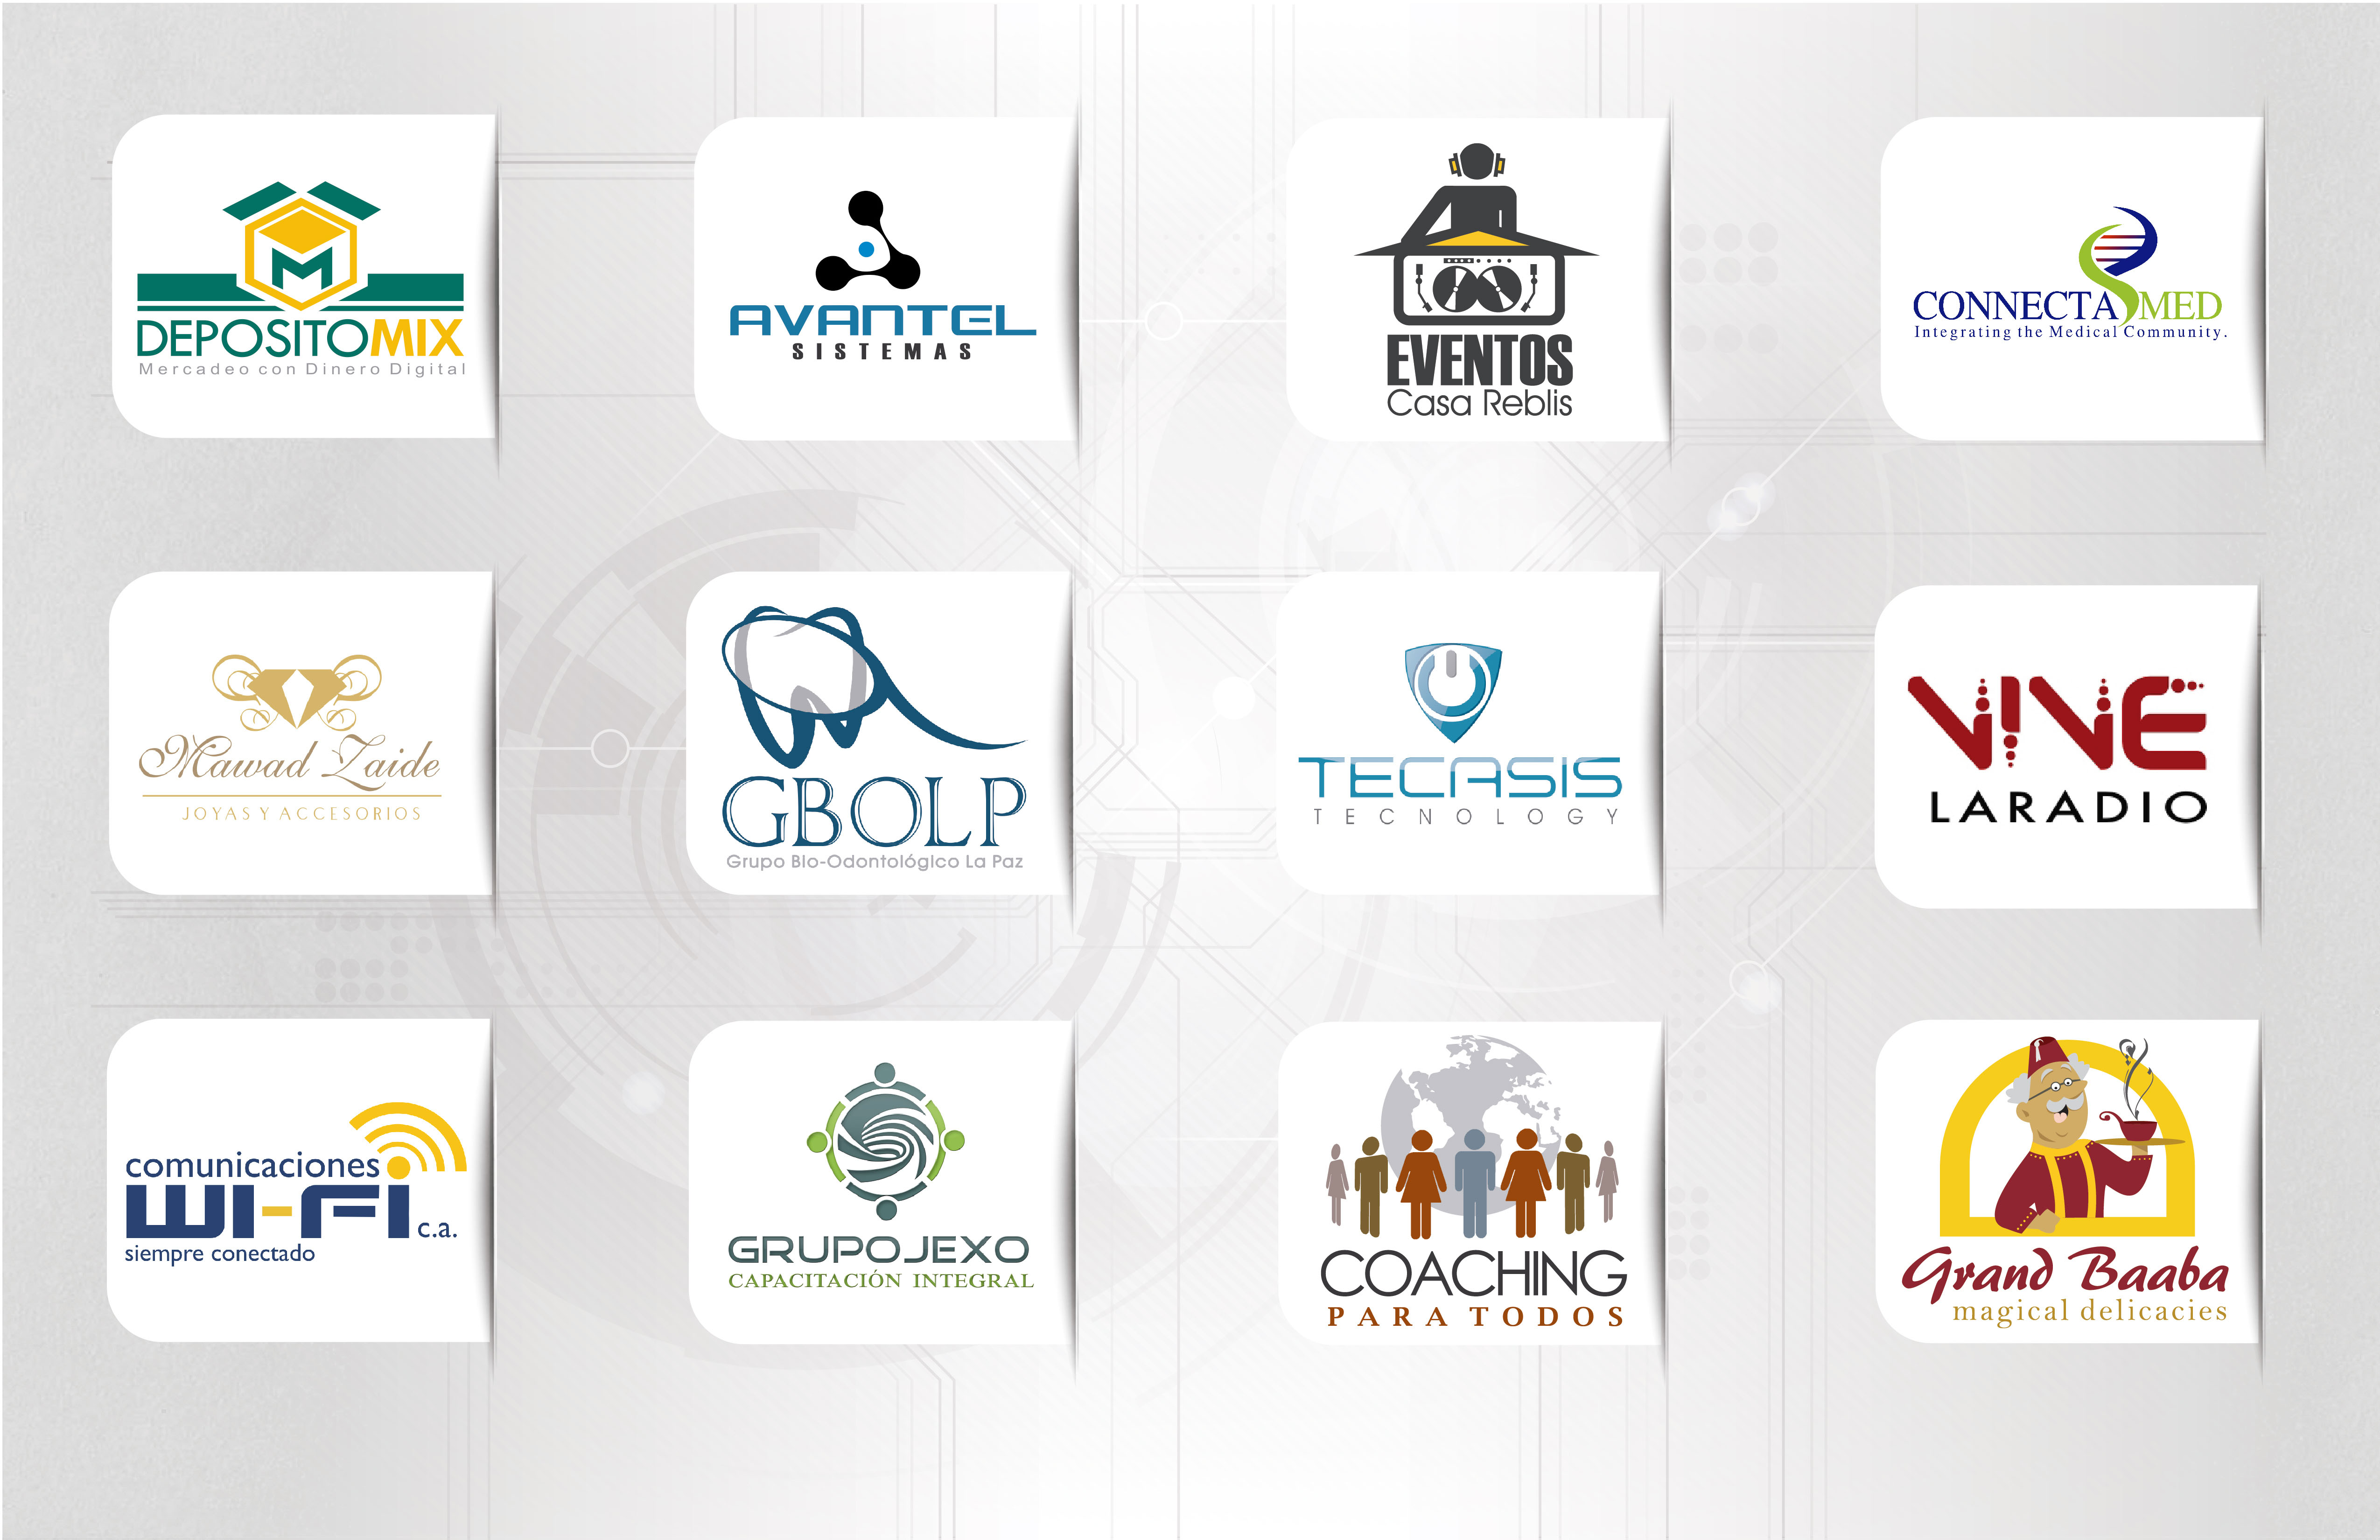 M
DEPOSITOMIX
Mercadeo con Dinero Digital
AVANTEL
SISTEMAS
EVENTOS
Casa Reblis
CONNECTA MED
Integrating the Medical Community.
Mawad Zaide
JOYAS Y ACCESORIOS
GBOLP
Grupo Bio-Odontológico La Paz
TECASIS
TECNOLOGY
VIVE
LARADIO
comunicaciones
WI-FI c.a.
siempre conectado
GRUPOJEXO
CAPACITACIÓN INTEGRAL
COACHING
PARA TODOS
Grand Baaba
magical delicacies